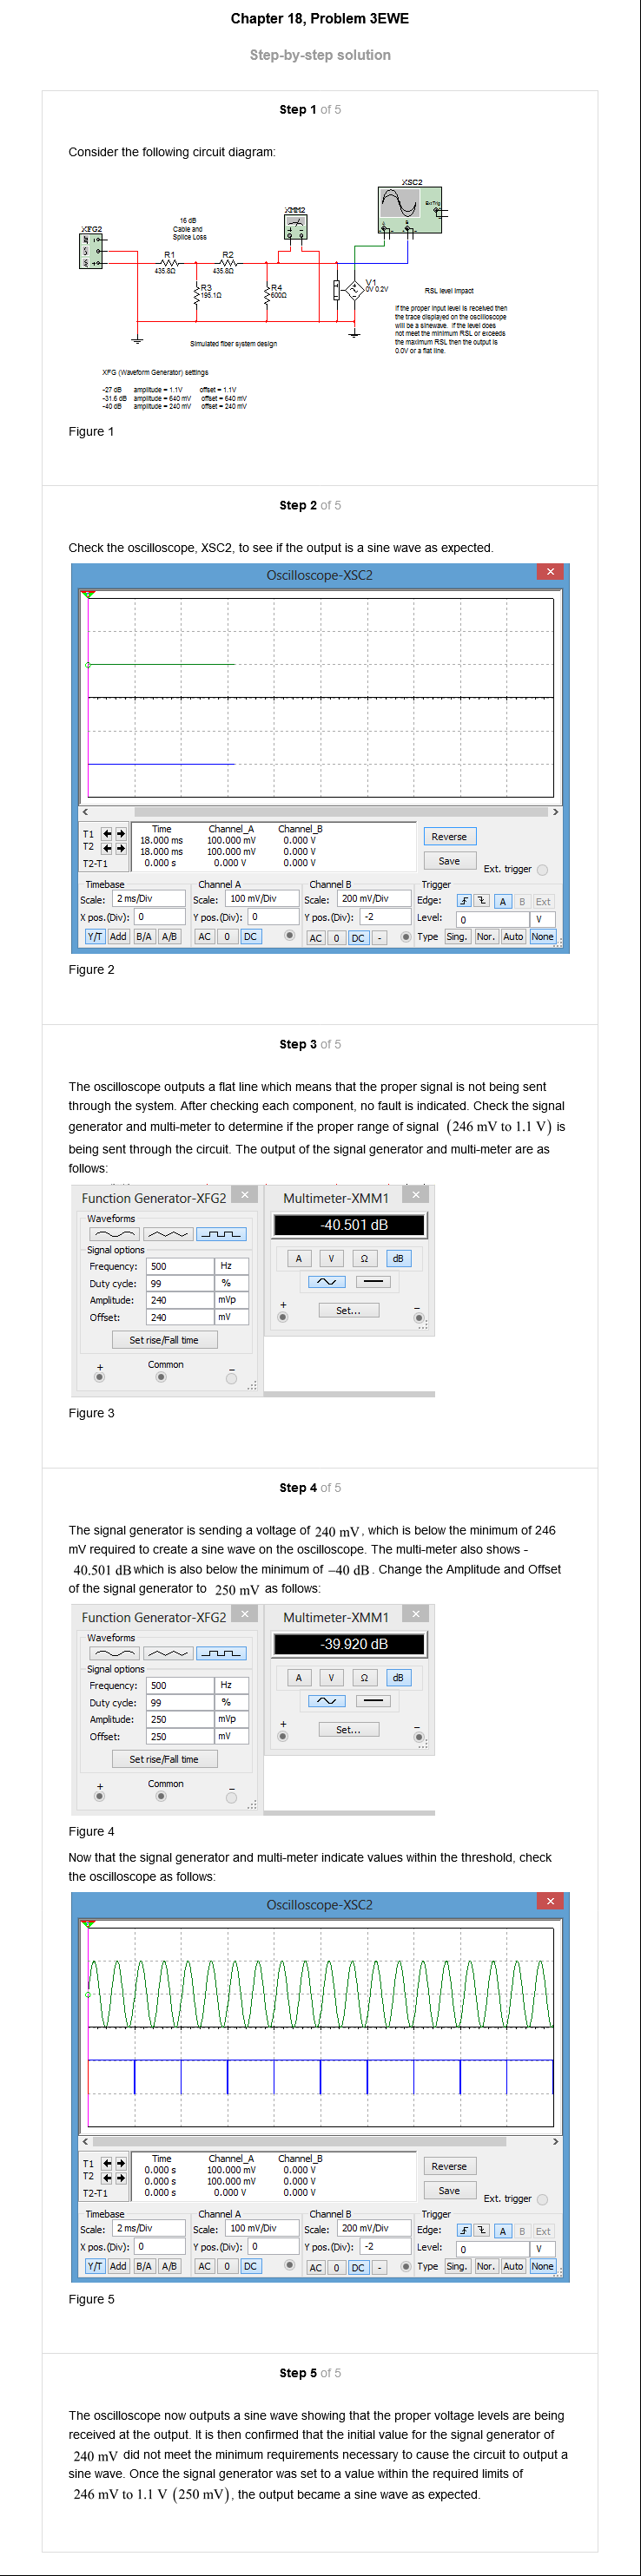 Chapter 18, Problem 3EWE
Step-by-step solution
Step 1 of 5
Consider the following circuit diagram:
XSC2
Ext Trig
XMM2
16 dB
Cable and
Splice Loss
XFG2
R1
435.8Ω
R2
435.8Ω
R3
195.1Ω
R4
600Ω
V1
0V 0.2V
RSL level impact
If the proper input level is received then
the trace displayed on the oscilloscope
will be a sinewave. If the level does
not meet the minimum RSL or exceeds
the maximum RSL then the output is
0.0V or a flat line.
Simulated fiber system design
XFG (Waveform Generator) settings
-27 dB amplitude = 1.1V offset = 1.1V
-31.6 dB amplitude = 640 mV offset = 640 mV
-40 dB amplitude = 240 mV offset = 240 mV
Figure 1
Step 2 of 5
Check the oscilloscope, XSC2, to see if the output is a sine wave as expected.
Oscilloscope-XSC2
T1
T2
T2-T1
Time Channel_A Channel_B
18.000 ms 100.000 mV 0.000 V
18.000 ms 100.000 mV 0.000 V
0.000 s 0.000 V 0.000 V
Reverse
Save
Ext. trigger
Timebase Channel A Channel B Trigger
Scale: 2 ms/Div Scale: 100 mV/Div Scale: 200 mV/Div Edge: A B Ext
X pos.(Div): 0 Y pos.(Div): 0 Y pos.(Div): -2 Level: 0 V
Y/T Add B/A A/B AC 0 DC AC 0 DC - Type Sing. Nor. Auto None
Figure 2
Step 3 of 5
The oscilloscope outputs a flat line which means that the proper signal is not being sent
through the system. After checking each component, no fault is indicated. Check the signal
generator and multi-meter to determine if the proper range of signal (246 mV to 1.1 V) is
being sent through the circuit. The output of the signal generator and multi-meter are as
follows:
Function Generator-XFG2
Waveforms
Signal options
Frequency: 500 Hz
Duty cycle: 99 %
Amplitude: 240 mVp
Offset: 240 mV
Set rise/Fall time
+ Common -
Multimeter-XMM1
-40.501 dB
A V Ω dB
+ Set... -
Figure 3
Step 4 of 5
The signal generator is sending a voltage of 240 mV, which is below the minimum of 246
mV required to create a sine wave on the oscilloscope. The multi-meter also shows -
40.501 dB which is also below the minimum of −40 dB. Change the Amplitude and Offset
of the signal generator to 250 mV as follows:
Function Generator-XFG2
Waveforms
Signal options
Frequency: 500 Hz
Duty cycle: 99 %
Amplitude: 250 mVp
Offset: 250 mV
Set rise/Fall time
+ Common -
Multimeter-XMM1
-39.920 dB
A V Ω dB
+ Set... -
Figure 4
Now that the signal generator and multi-meter indicate values within the threshold, check
the oscilloscope as follows:
Oscilloscope-XSC2
T1
T2
T2-T1
Time Channel_A Channel_B
0.000 s 100.000 mV 0.000 V
0.000 s 100.000 mV 0.000 V
0.000 s 0.000 V 0.000 V
Reverse
Save
Ext. trigger
Timebase Channel A Channel B Trigger
Scale: 2 ms/Div Scale: 100 mV/Div Scale: 200 mV/Div Edge: A B Ext
X pos.(Div): 0 Y pos.(Div): 0 Y pos.(Div): -2 Level: 0 V
Y/T Add B/A A/B AC 0 DC AC 0 DC - Type Sing. Nor. Auto None
Figure 5
Step 5 of 5
The oscilloscope now outputs a sine wave showing that the proper voltage levels are being
received at the output. It is then confirmed that the initial value for the signal generator of
240 mV did not meet the minimum requirements necessary to cause the circuit to output a
sine wave. Once the signal generator was set to a value within the required limits of
246 mV to 1.1 V (250 mV), the output became a sine wave as expected.